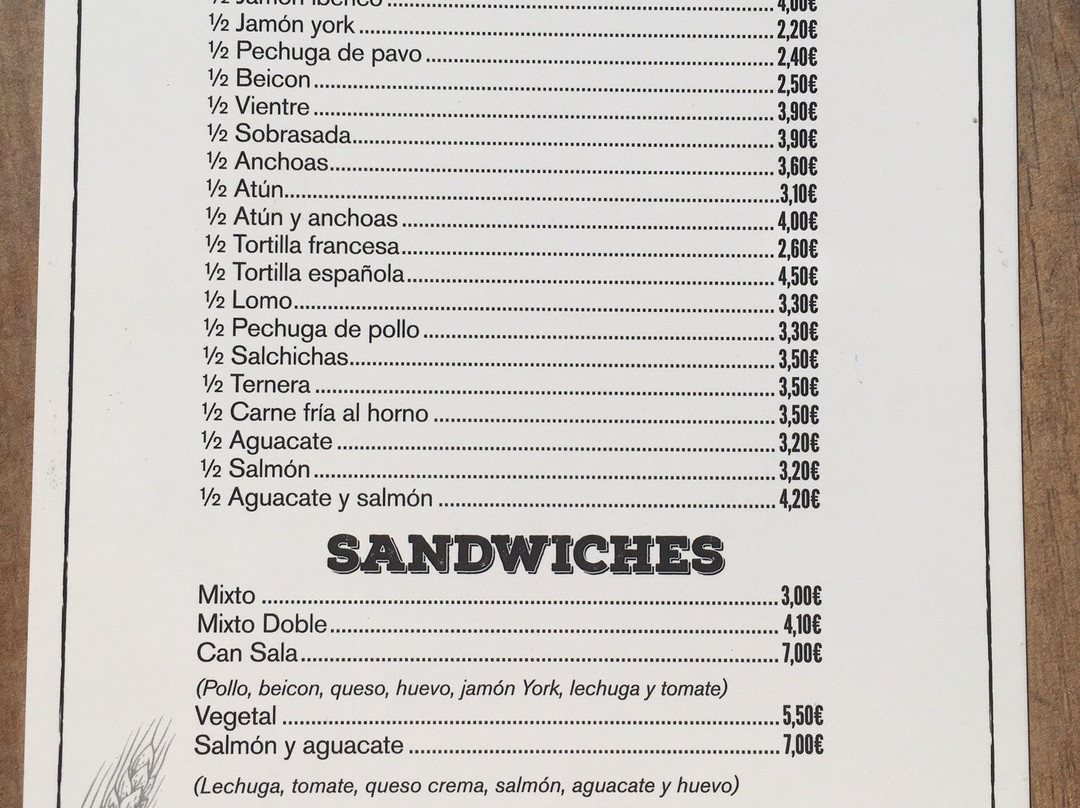 ½ Jamón ibérico ........ 4,00€
½ Jamón york ........ 2,20€
½ Pechuga de pavo ........ 2,40€
½ Beicon ........ 2,50€
½ Vientre ........ 3,90€
½ Sobrasada ........ 3,90€
½ Anchoas ........ 3,60€
½ Atún ........ 3,10€
½ Atún y anchoas ........ 4,00€
½ Tortilla francesa ........ 2,60€
½ Tortilla española ........ 4,50€
½ Lomo ........ 3,30€
½ Pechuga de pollo ........ 3,30€
½ Salchichas ........ 3,50€
½ Ternera ........ 3,50€
½ Carne fría al horno ........ 3,50€
½ Aguacate ........ 3,20€
½ Salmón ........ 3,20€
½ Aguacate y salmón ........ 4,20€
SANDWICHES
Mixto ........ 3,00€
Mixto Doble ........ 4,10€
Can Sala ........ 7,00€
(Pollo, beicon, queso, huevo, jamón York, lechuga y tomate)
Vegetal ........ 5,50€
Salmón y aguacate ........ 7,00€
(Lechuga, tomate, queso crema, salmón, aguacate y huevo)